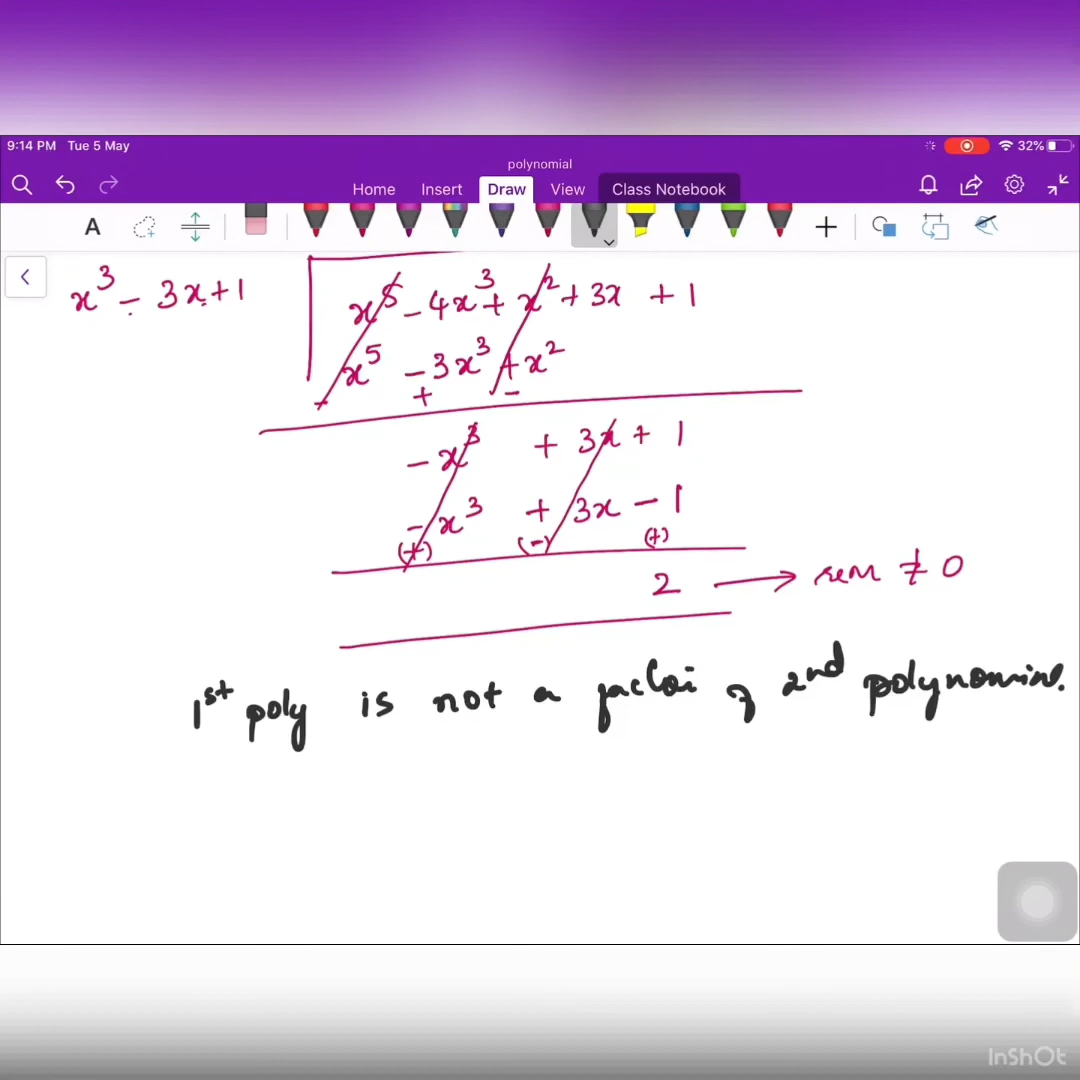 9:14 PM Tue 5 May 32%
polynomial
Home Insert Draw View Class Notebook
A
x³ - 3x + 1
x⁵ - 4x³ + x² + 3x + 1
x⁵ - 3x³ + x²
- + -
- x³ + 3x + 1
- x³ + 3x - 1
(+) (-) (+)
2 → rem ≠ 0
1st poly is not a factor of 2nd polynomial.
InShOt